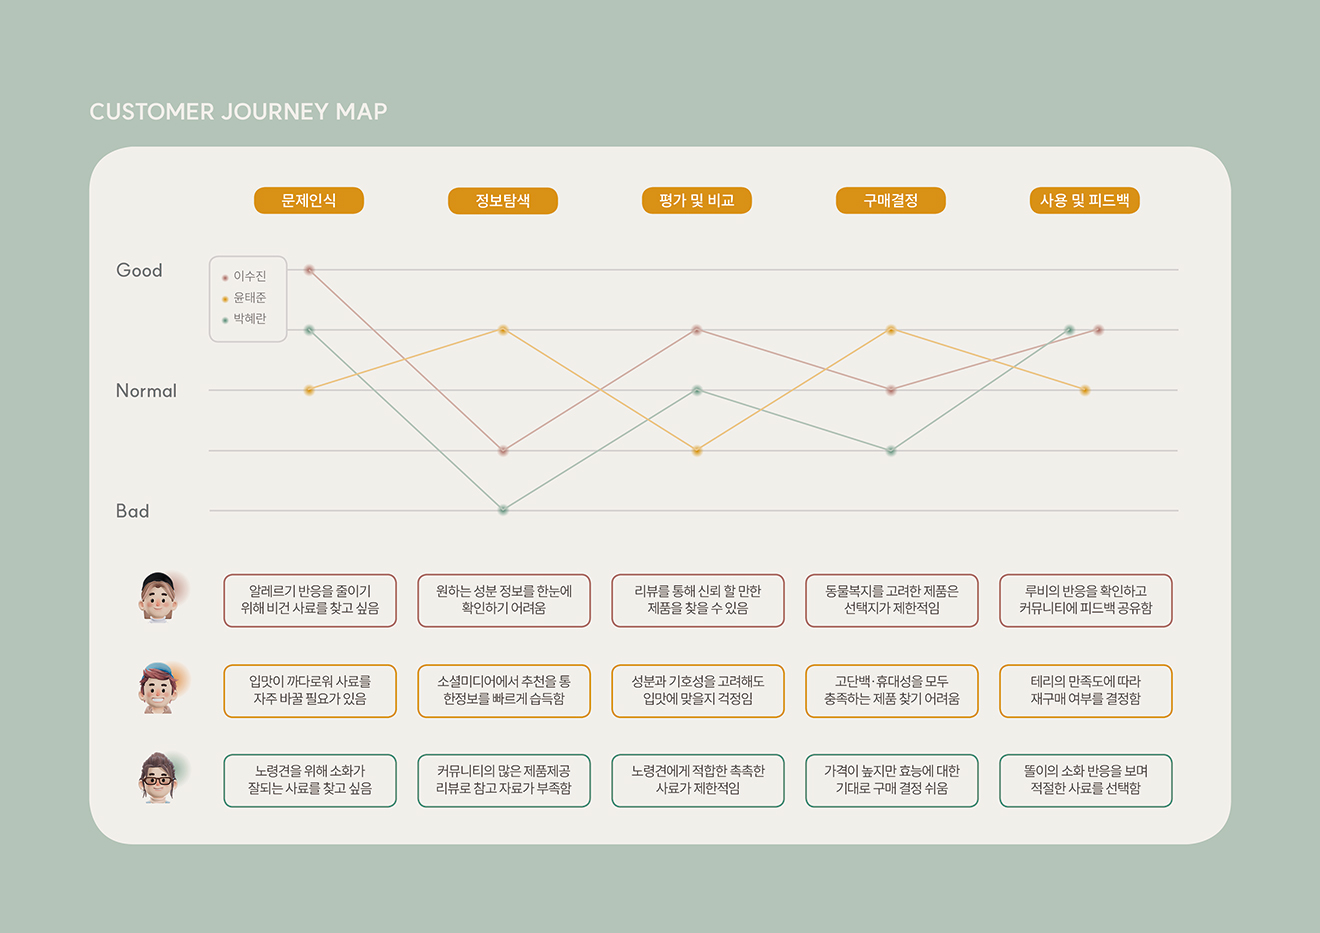 CUSTOMER JOURNEY MAP
문제인식
정보탐색
평가 및 비교
구매결정
사용 및 피드백
Good
이수진
윤태준
박혜란
Normal
Bad
알레르기 반응을 줄이기
위해 비건 사료를 찾고 싶음
원하는 성분 정보를 한눈에
확인하기 어려움
리뷰를 통해 신뢰 할 만한
제품을 찾을 수 있음
동물복지를 고려한 제품은
선택지가 제한적임
루비의 반응을 확인하고
커뮤니티에 피드백 공유함
입맛이 까다로워 사료를
자주 바꿀 필요가 있음
소셜미디어에서 추천을 통
한정보를 빠르게 습득함
성분과 기호성을 고려해도
입맛에 맞을지 걱정임
고단백·휴대성을 모두
충족하는 제품 찾기 어려움
테리의 만족도에 따라
재구매 여부를 결정함
노령견을 위해 소화가
잘되는 사료를 찾고 싶음
커뮤니티의 많은 제품제공
리뷰로 참고 자료가 부족함
노령견에게 적합한 촉촉한
사료가 제한적임
가격이 높지만 효능에 대한
기대로 구매 결정 쉬움
똘이의 소화 반응을 보며
적절한 사료를 선택함